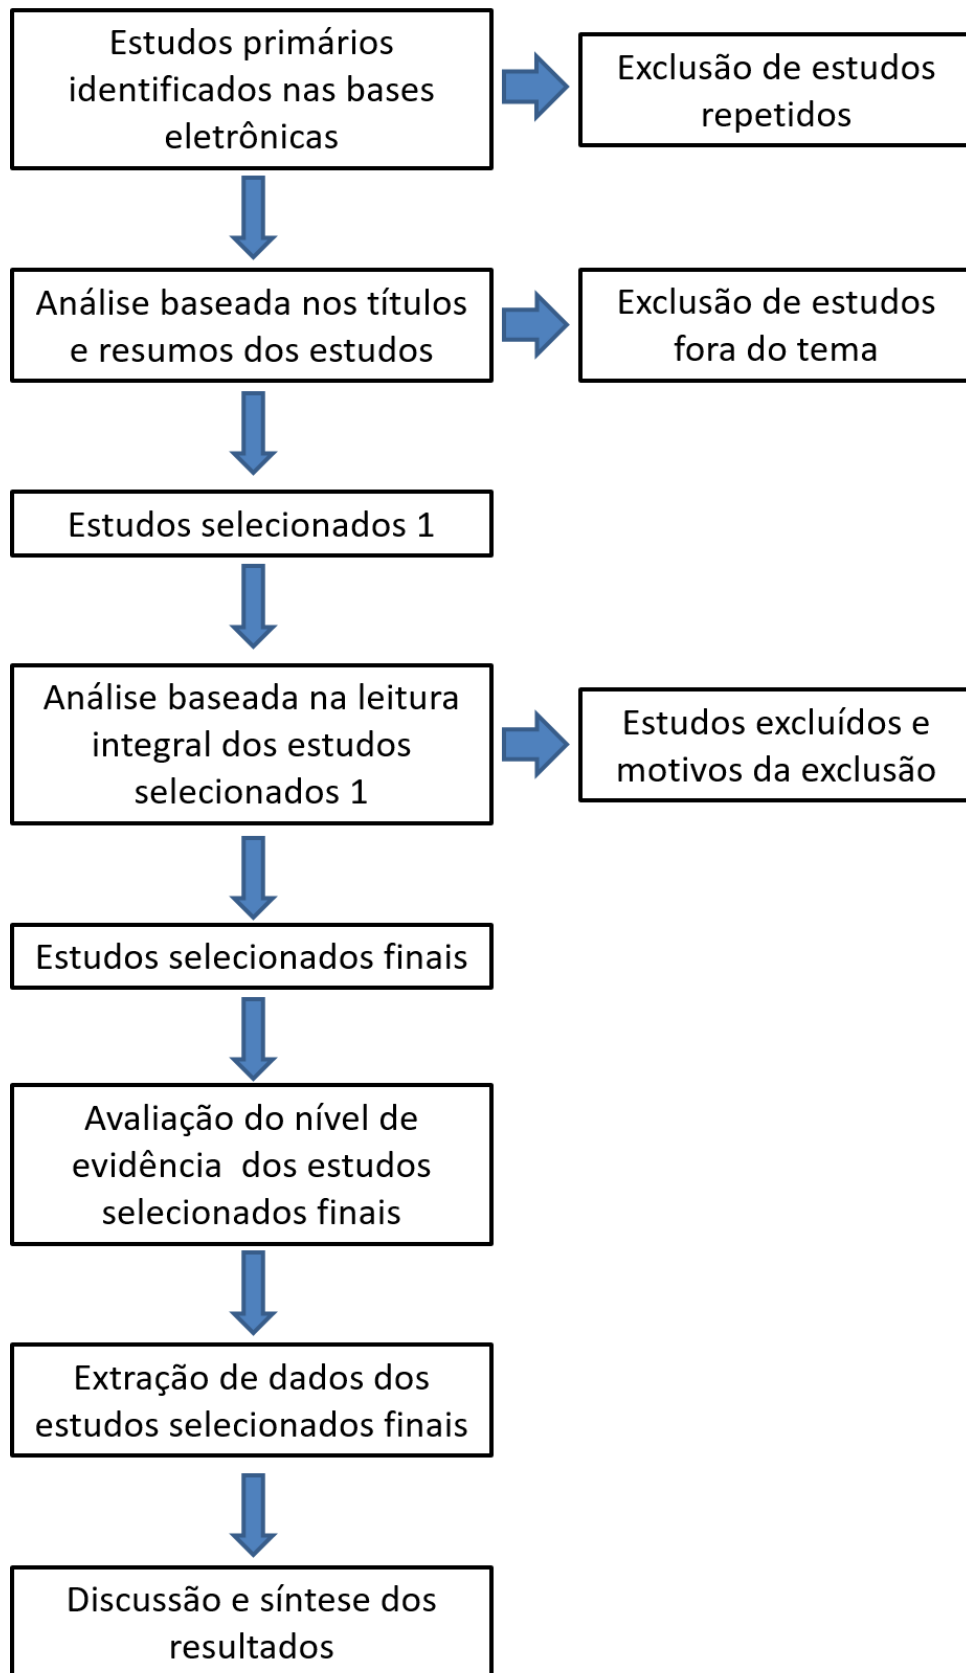 Estudos primários
identificados nas bases
eletrônicas
Exclusão de estudos
repetidos
Análise baseada nos títulos
e resumos dos estudos
Exclusão de estudos
fora do tema
Estudos selecionados 1
Análise baseada na leitura
integral dos estudos
selecionados 1
Estudos excluídos e
motivos da exclusão
Estudos selecionados finais
Avaliação do nível de
evidência  dos estudos
selecionados finais
Extração de dados dos
estudos selecionados finais
Discussão e síntese dos
resultados